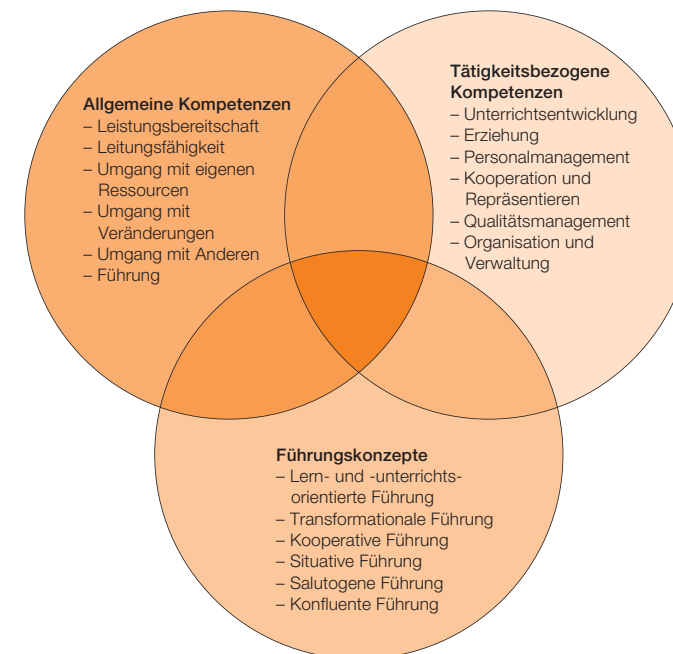 Allgemeine Kompetenzen
– Leistungsbereitschaft
– Leitungsfähigkeit
– Umgang mit eigenen
Ressourcen
– Umgang mit
Veränderungen
– Umgang mit Anderen
– Führung
Tätigkeitsbezogene
Kompetenzen
– Unterrichtsentwicklung
– Erziehung
– Personalmanagement
– Kooperation und
Repräsentieren
– Qualitätsmanagement
– Organisation und
Verwaltung
Führungskonzepte
– Lern- und -unterrichts-
orientierte Führung
– Transformationale Führung
– Kooperative Führung
– Situative Führung
– Salutogene Führung
– Konfluente Führung